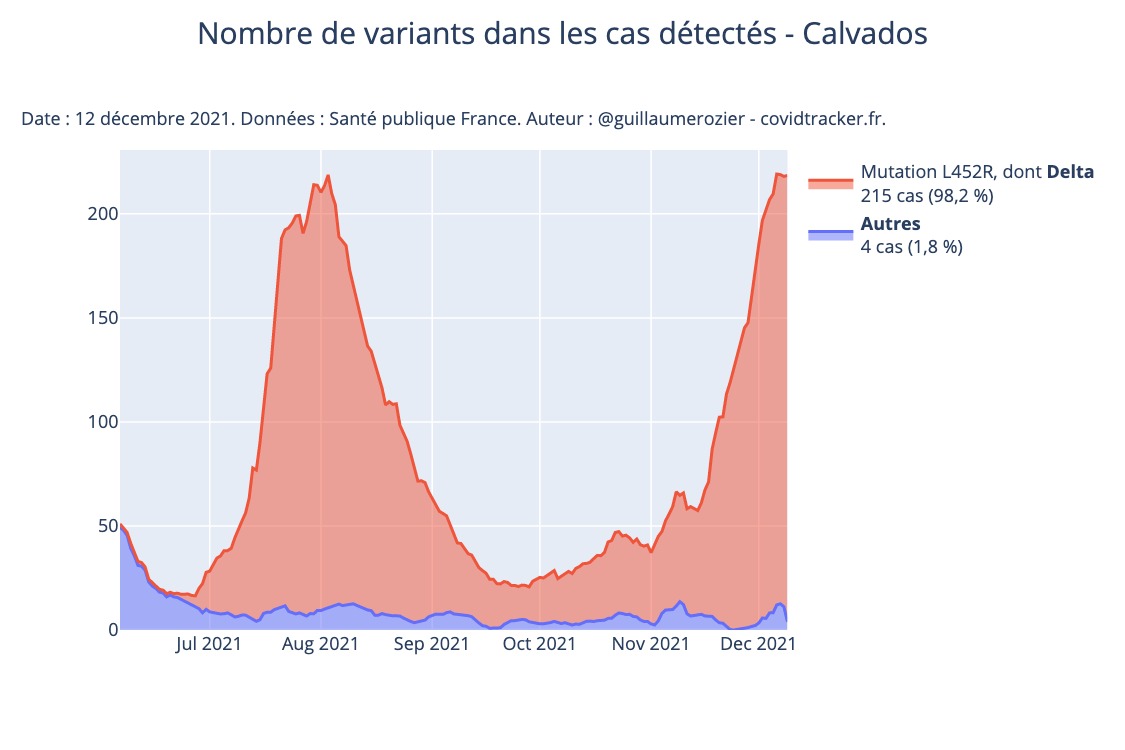 Nombre de variants dans les cas détectés - Calvados
Date : 12 décembre 2021. Données : Santé publique France. Auteur : @guillaumerozier - covidtracker.fr.
Mutation L452R, dont Delta
215 cas (98,2 %)
Autres
4 cas (1,8 %)
200
150
100
50
0
Jul 2021 Aug 2021 Sep 2021 Oct 2021 Nov 2021 Dec 2021